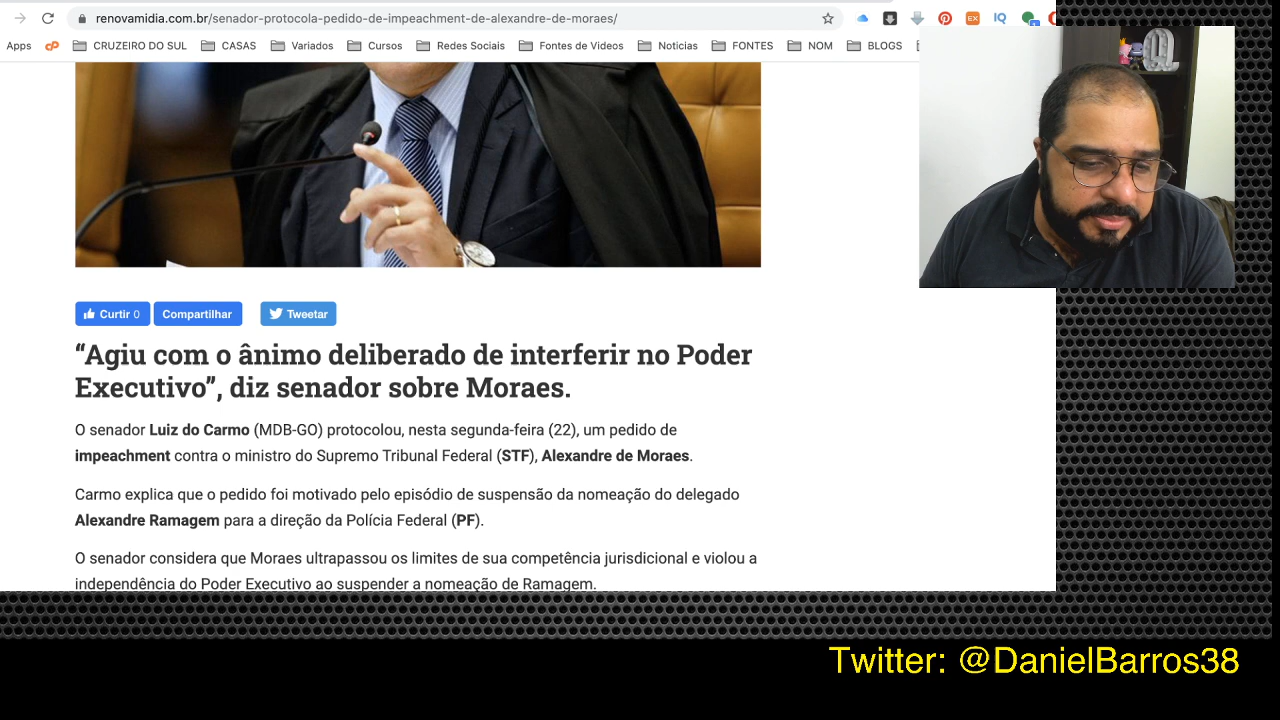 renovamidia.com.br/senador-protocola-pedido-de-impeachment-de-alexandre-de-moraes/
EX IQ
Apps CRUZEIRO DO SUL CASAS Variados Cursos Redes Sociais Fontes de Videos Noticias FONTES NOM BLOGS
Curtir 0 Compartilhar Tweetar
“Agiu com o ânimo deliberado de interferir no Poder
Executivo”, diz senador sobre Moraes.
O senador Luiz do Carmo (MDB-GO) protocolou, nesta segunda-feira (22), um pedido de
impeachment contra o ministro do Supremo Tribunal Federal (STF), Alexandre de Moraes.
Carmo explica que o pedido foi motivado pelo episódio de suspensão da nomeação do delegado
Alexandre Ramagem para a direção da Polícia Federal (PF).
O senador considera que Moraes ultrapassou os limites de sua competência jurisdicional e violou a
independência do Poder Executivo ao suspender a nomeação de Ramagem.
Twitter: @DanielBarros38